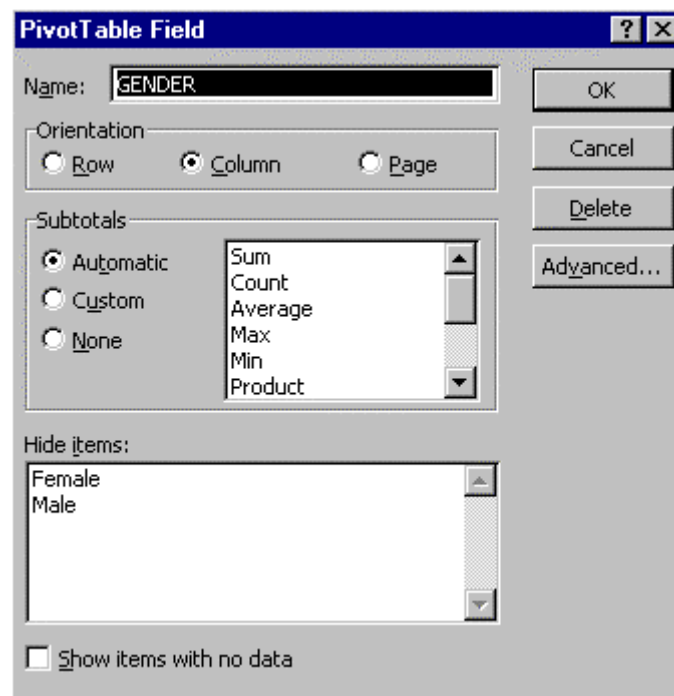 PivotTable Field
Name: GENDER
OK
Orientation
Row Column Page
Cancel
Delete
Subtotals
Automatic
Custom
None
Sum
Count
Average
Max
Min
Product
Advanced...
Hide items:
Female
Male
Show items with no data